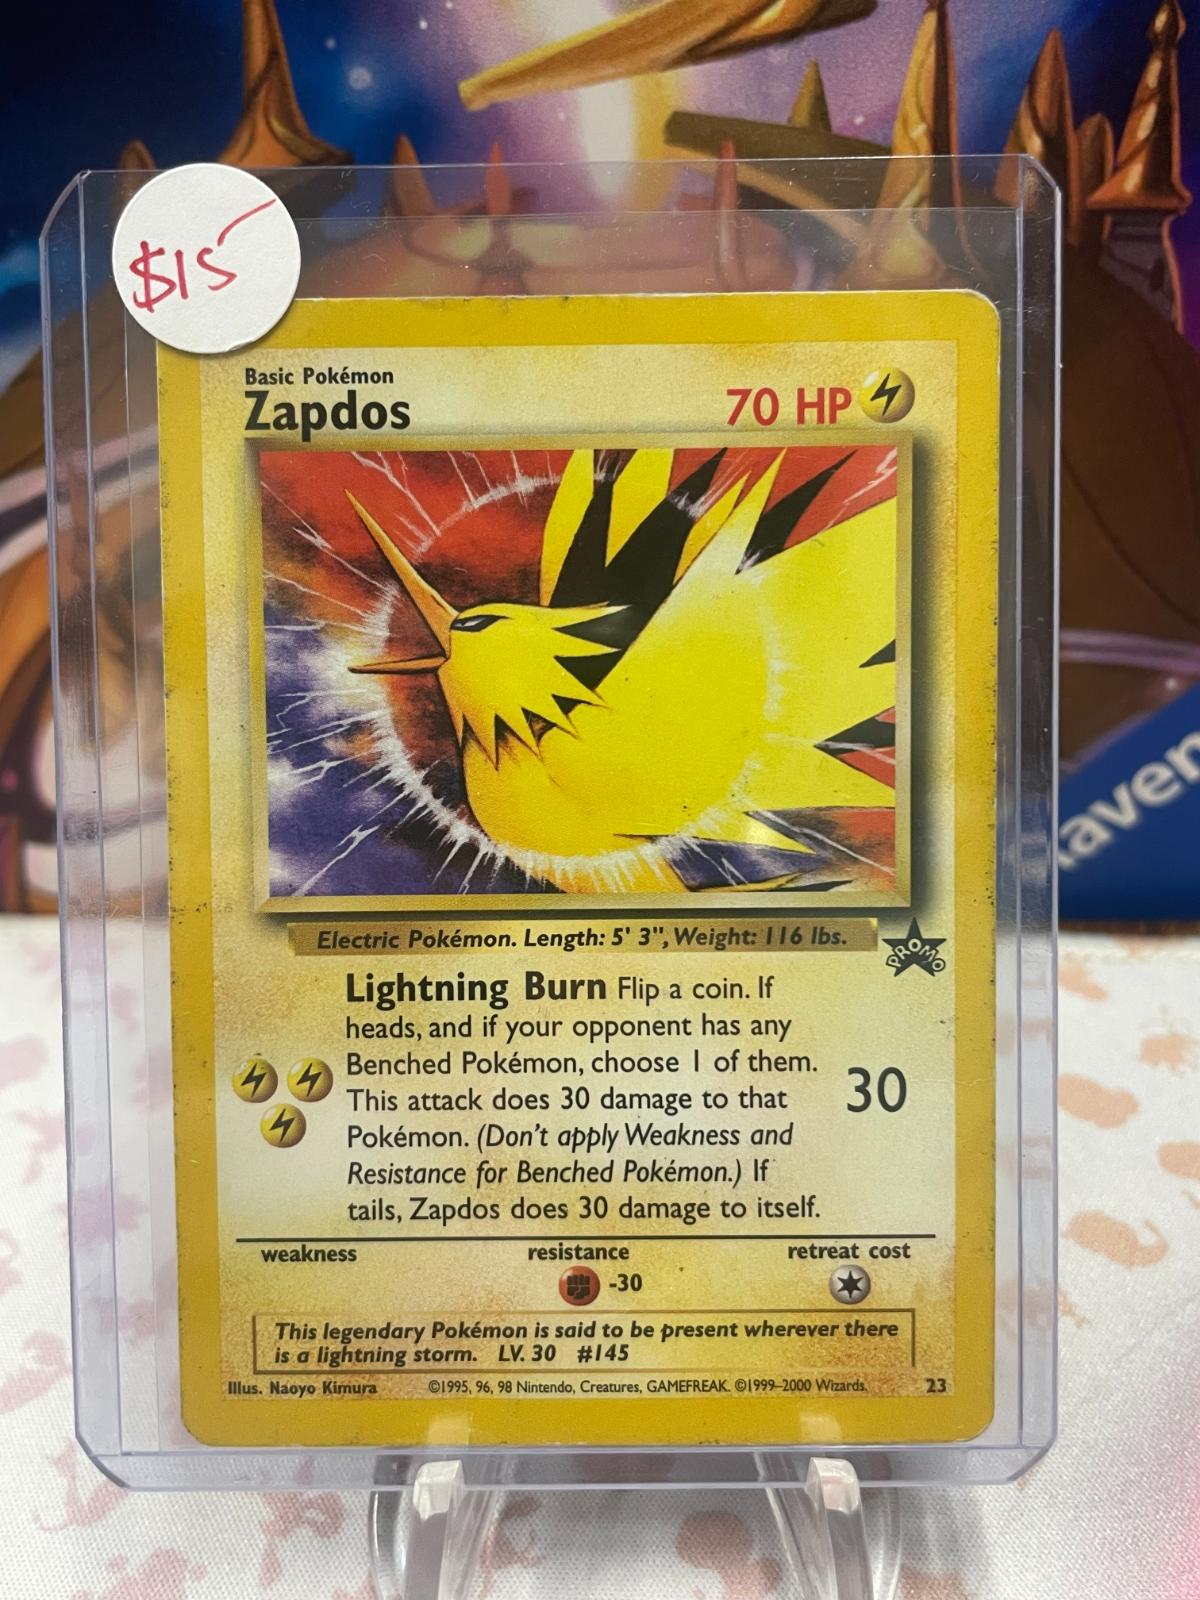 $15
Basic Pokémon
Zapdos
70 HP
Electric Pokémon. Length: 5' 3", Weight: 116 lbs.
PROMO
Lightning Burn Flip a coin. If
heads, and if your opponent has any
Benched Pokémon, choose 1 of them.
This attack does 30 damage to that
Pokémon. (Don't apply Weakness and
Resistance for Benched Pokémon.) If
tails, Zapdos does 30 damage to itself.
30
weakness
resistance
retreat cost
-30
This legendary Pokémon is said to be present wherever there
is a lightning storm. LV. 30 #145
Illus. Naoyo Kimura
©1995, 96, 98 Nintendo, Creatures, GAMEFREAK. ©1999–2000 Wizards.
23